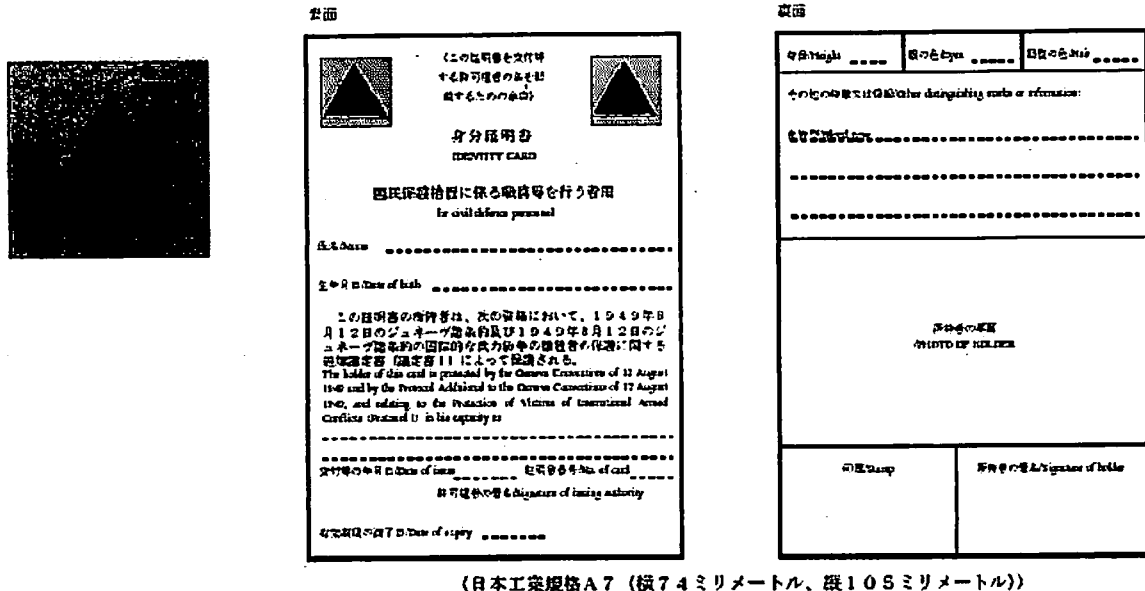 表面
(この証明書を交付等
する許可権者の名を記
載するための余白)
身分証明書
IDENTITY CARD
国民保護措置に係る職務等を行う者用
for civil defence personnel
氏名/Name
生年月日/Date of birth
この証明書の所持者は、次の資格において、1949年8
月12日のジュネーヴ諸条約及び1949年8月12日のジ
ュネーヴ諸条約の国際的な武力紛争の犠牲者の保護に関する
追加議定書(議定書I)によって保護される。
The holder of this card is protected by the Geneva Conventions of 12 August
1949 and by the Protocol Additional to the Geneva Conventions of 12 August
1949, and relating to the Protection of Victims of International Armed
Conflicts (Protocol I) in his capacity as
交付等の年月日/Date of issue 証明書番号/No. of card
許可権者の署名/Signature of issuing authority
有効期間の満了日/Date of expiry
裏面
身長/Height 眼の色/Eyes 頭髪の色/Hair
その他の特徴又は情報/Other distinguishing marks or information:
血液型/Blood type
所持者の写真
/PHOTO OF HOLDER
印章/Stamp 所持者の署名/Signature of holder
(日本工業規格A7(横74ミリメートル、縦105ミリメートル))